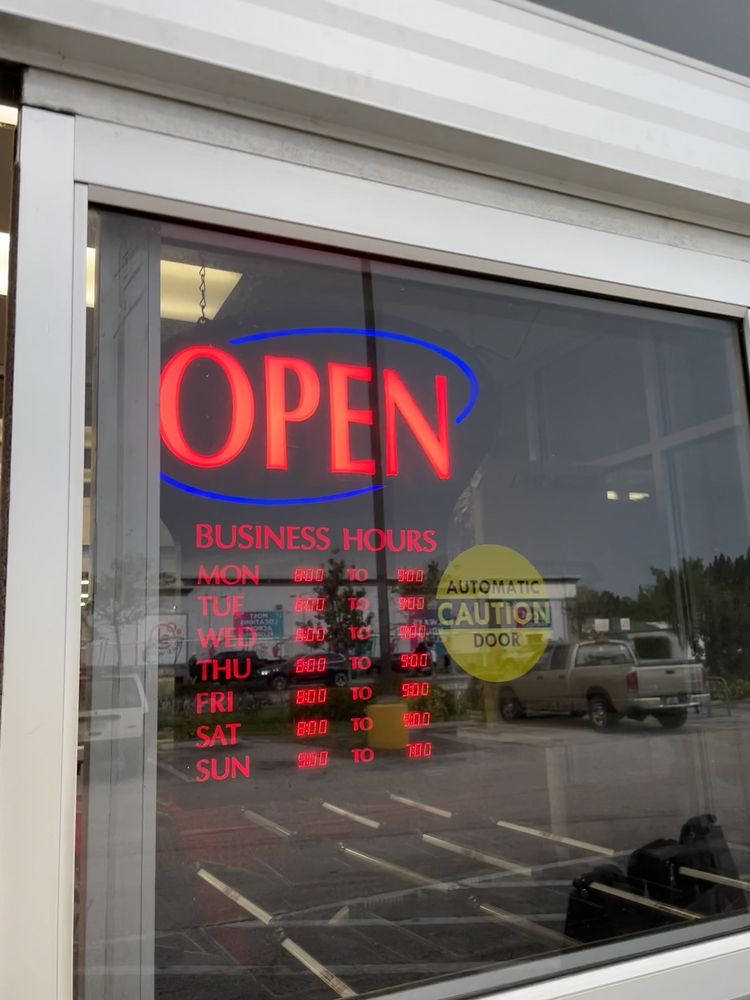 OPEN
BUSINESS HOURS
MON 8:00 TO 9:00
TUE 8:00 TO 9:00
WED 8:00 TO 9:00
THU 8:00 TO 9:00
FRI 8:00 TO 9:00
SAT 8:00 TO 9:00
SUN 9:00 TO 7:00
AUTOMATIC
CAUTION
DOOR